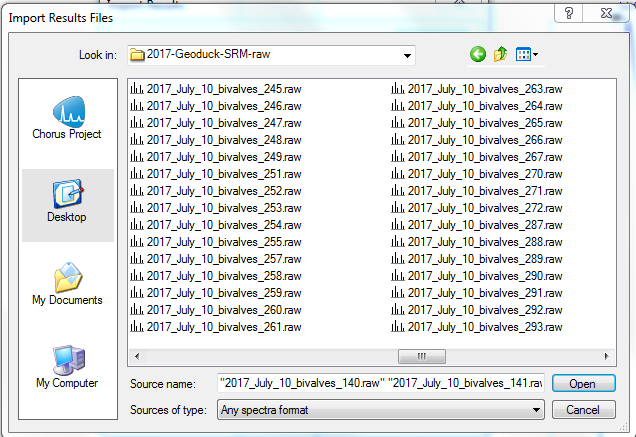 Import Results Files
Look in:
2017-Geoduck-SRM-raw
Chorus Project
Desktop
My Documents
My Computer
2017_July_10_bivalves_245.raw
2017_July_10_bivalves_246.raw
2017_July_10_bivalves_247.raw
2017_July_10_bivalves_248.raw
2017_July_10_bivalves_249.raw
2017_July_10_bivalves_251.raw
2017_July_10_bivalves_252.raw
2017_July_10_bivalves_253.raw
2017_July_10_bivalves_254.raw
2017_July_10_bivalves_255.raw
2017_July_10_bivalves_257.raw
2017_July_10_bivalves_258.raw
2017_July_10_bivalves_259.raw
2017_July_10_bivalves_260.raw
2017_July_10_bivalves_261.raw
2017_July_10_bivalves_263.raw
2017_July_10_bivalves_264.raw
2017_July_10_bivalves_265.raw
2017_July_10_bivalves_266.raw
2017_July_10_bivalves_267.raw
2017_July_10_bivalves_270.raw
2017_July_10_bivalves_271.raw
2017_July_10_bivalves_272.raw
2017_July_10_bivalves_287.raw
2017_July_10_bivalves_288.raw
2017_July_10_bivalves_289.raw
2017_July_10_bivalves_290.raw
2017_July_10_bivalves_291.raw
2017_July_10_bivalves_292.raw
2017_July_10_bivalves_293.raw
Source name:
"2017_July_10_bivalves_140.raw" "2017_July_10_bivalves_141.raw
Open
Sources of type:
Any spectra format
Cancel